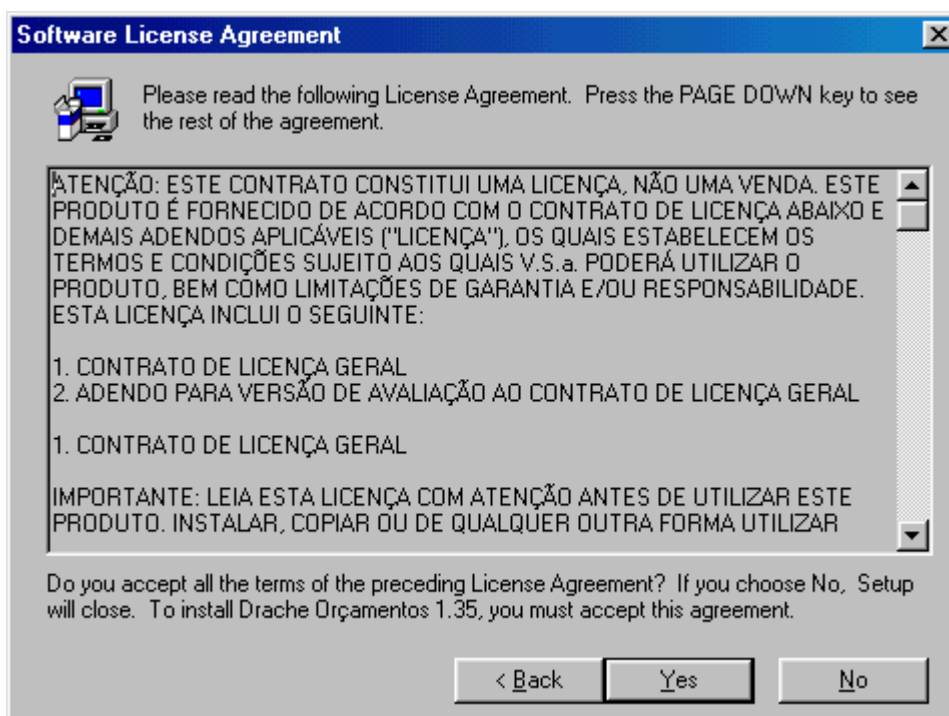 Software License Agreement
Please read the following License Agreement. Press the PAGE DOWN key to see
the rest of the agreement.
ATENÇÃO: ESTE CONTRATO CONSTITUI UMA LICENÇA, NÃO UMA VENDA. ESTE
PRODUTO É FORNECIDO DE ACORDO COM O CONTRATO DE LICENÇA ABAIXO E
DEMAIS ADENDOS APLICÁVEIS ("LICENÇA"), OS QUAIS ESTABELECEM OS
TERMOS E CONDIÇÕES SUJEITO AOS QUAIS V.S.a. PODERÁ UTILIZAR O
PRODUTO, BEM COMO LIMITAÇÕES DE GARANTIA E/OU RESPONSABILIDADE.
ESTA LICENÇA INCLUI O SEGUINTE:
1. CONTRATO DE LICENÇA GERAL
2. ADENDO PARA VERSÃO DE AVALIAÇÃO AO CONTRATO DE LICENÇA GERAL
1. CONTRATO DE LICENÇA GERAL
IMPORTANTE: LEIA ESTA LICENÇA COM ATENÇÃO ANTES DE UTILIZAR ESTE
PRODUTO. INSTALAR, COPIAR OU DE QUALQUER OUTRA FORMA UTILIZAR
Do you accept all the terms of the preceding License Agreement? If you choose No, Setup
will close. To install Drache Orçamentos 1.35, you must accept this agreement.
< Back Yes No